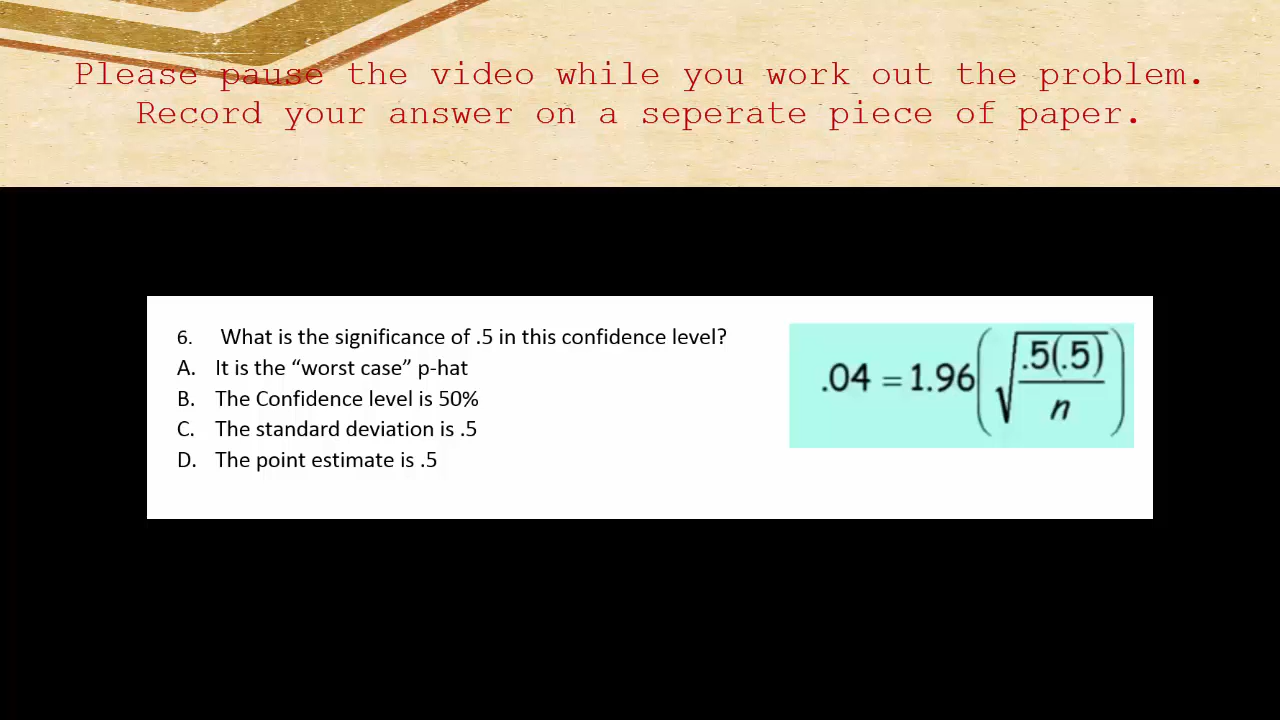 Please pause the video while you work out the problem.
Record your answer on a seperate piece of paper.
6. What is the significance of .5 in this confidence level?
A. It is the “worst case” p-hat
B. The Confidence level is 50%
C. The standard deviation is .5
D. The point estimate is .5
.04 = 1.96(√(.5(.5)/n))